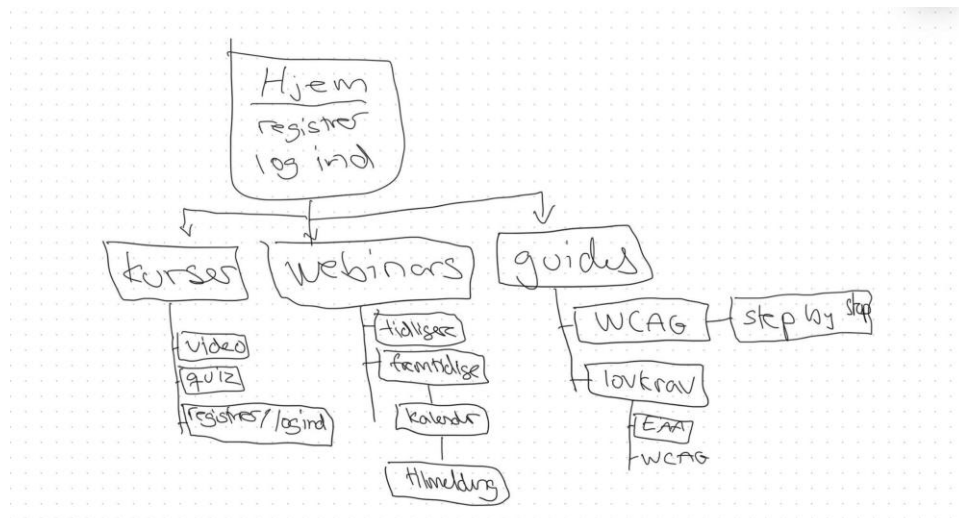 Hjem
registrer
log ind
kurser
webinars
guides
video
quiz
registrer/logind
tidligere
fremtidige
kalender
tilmelding
WCAG
step by step
lovkrav
EAA
WCAG